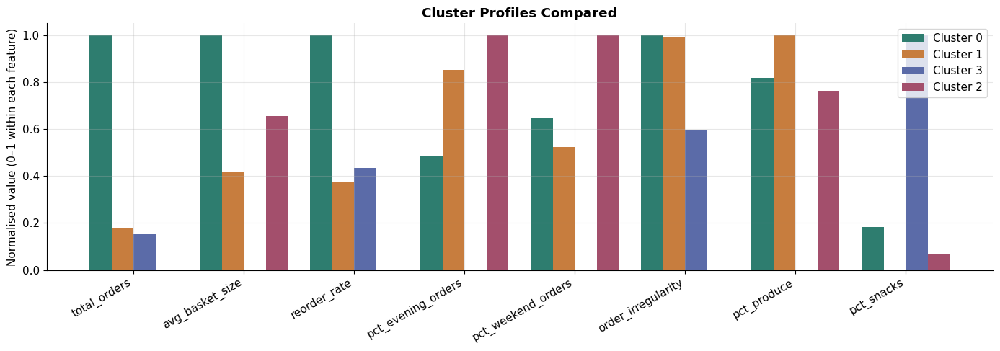 Cluster Profiles Compared
Normalised value (0–1 within each feature)
1.0
0.8
0.6
0.4
0.2
0.0
Cluster 0
Cluster 1
Cluster 3
Cluster 2
total_orders
avg_basket_size
reorder_rate
pct_evening_orders
pct_weekend_orders
order_irregularity
pct_produce
pct_snacks